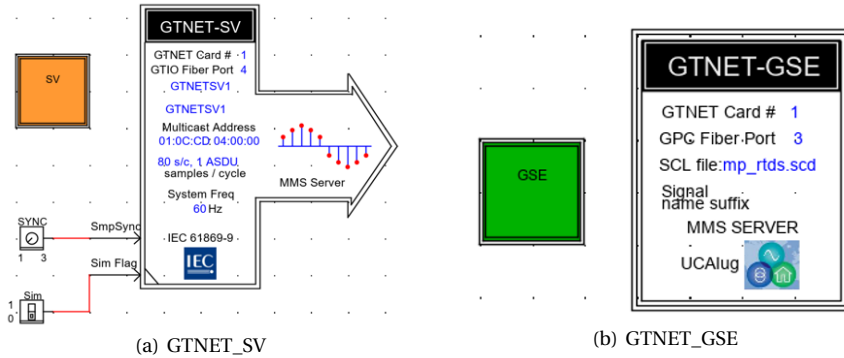 GTNET-SV
GTNET Card # 1
GTIO Fiber Port 4
GTNETSV1
GTNETSV1
Multicast Address
01:0C:CD:04:00:00
80 s/c, 1 ASDU
samples / cycle
System Freq
60 Hz
IEC 61869-9
IEC
MMS Server
SV
SYNC
1 3
SmpSync
Sim Flag
Sim
1
0
(a) GTNET_SV
GSE
GTNET-GSE
GTNET Card # 1
GPC Fiber Port 3
SCL file:mp_rtds.scd
Signal
name suffix
MMS SERVER
UCAIug
(b) GTNET_GSE